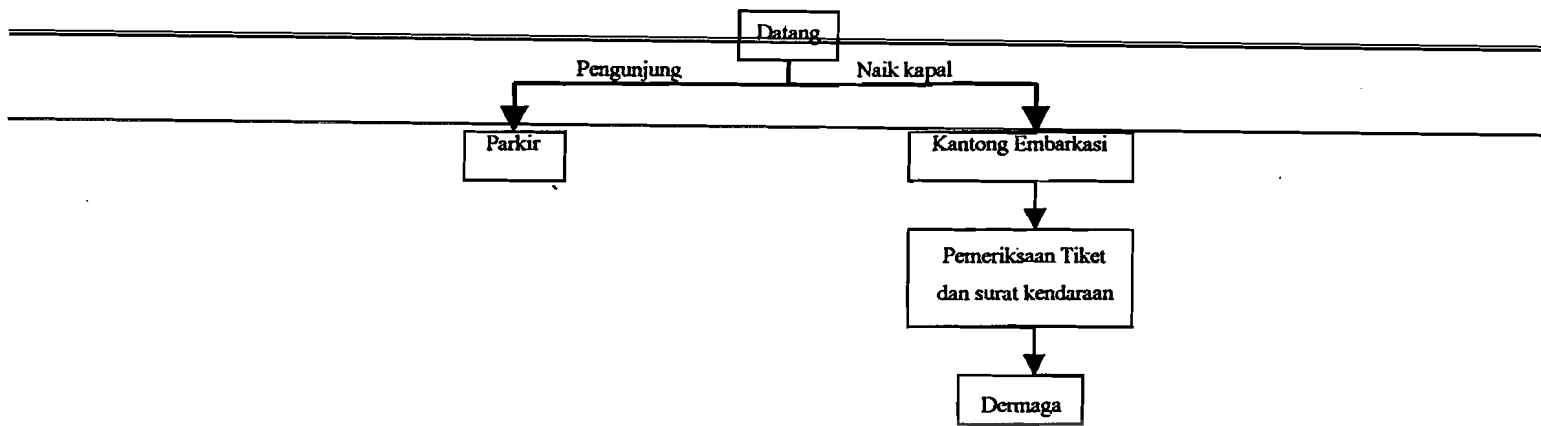 Datang
Pengunjung
Naik kapal
Parkir
Kantong Embarkasi
Pemeriksaan Tiket
dan surat kendaraan
Dermaga